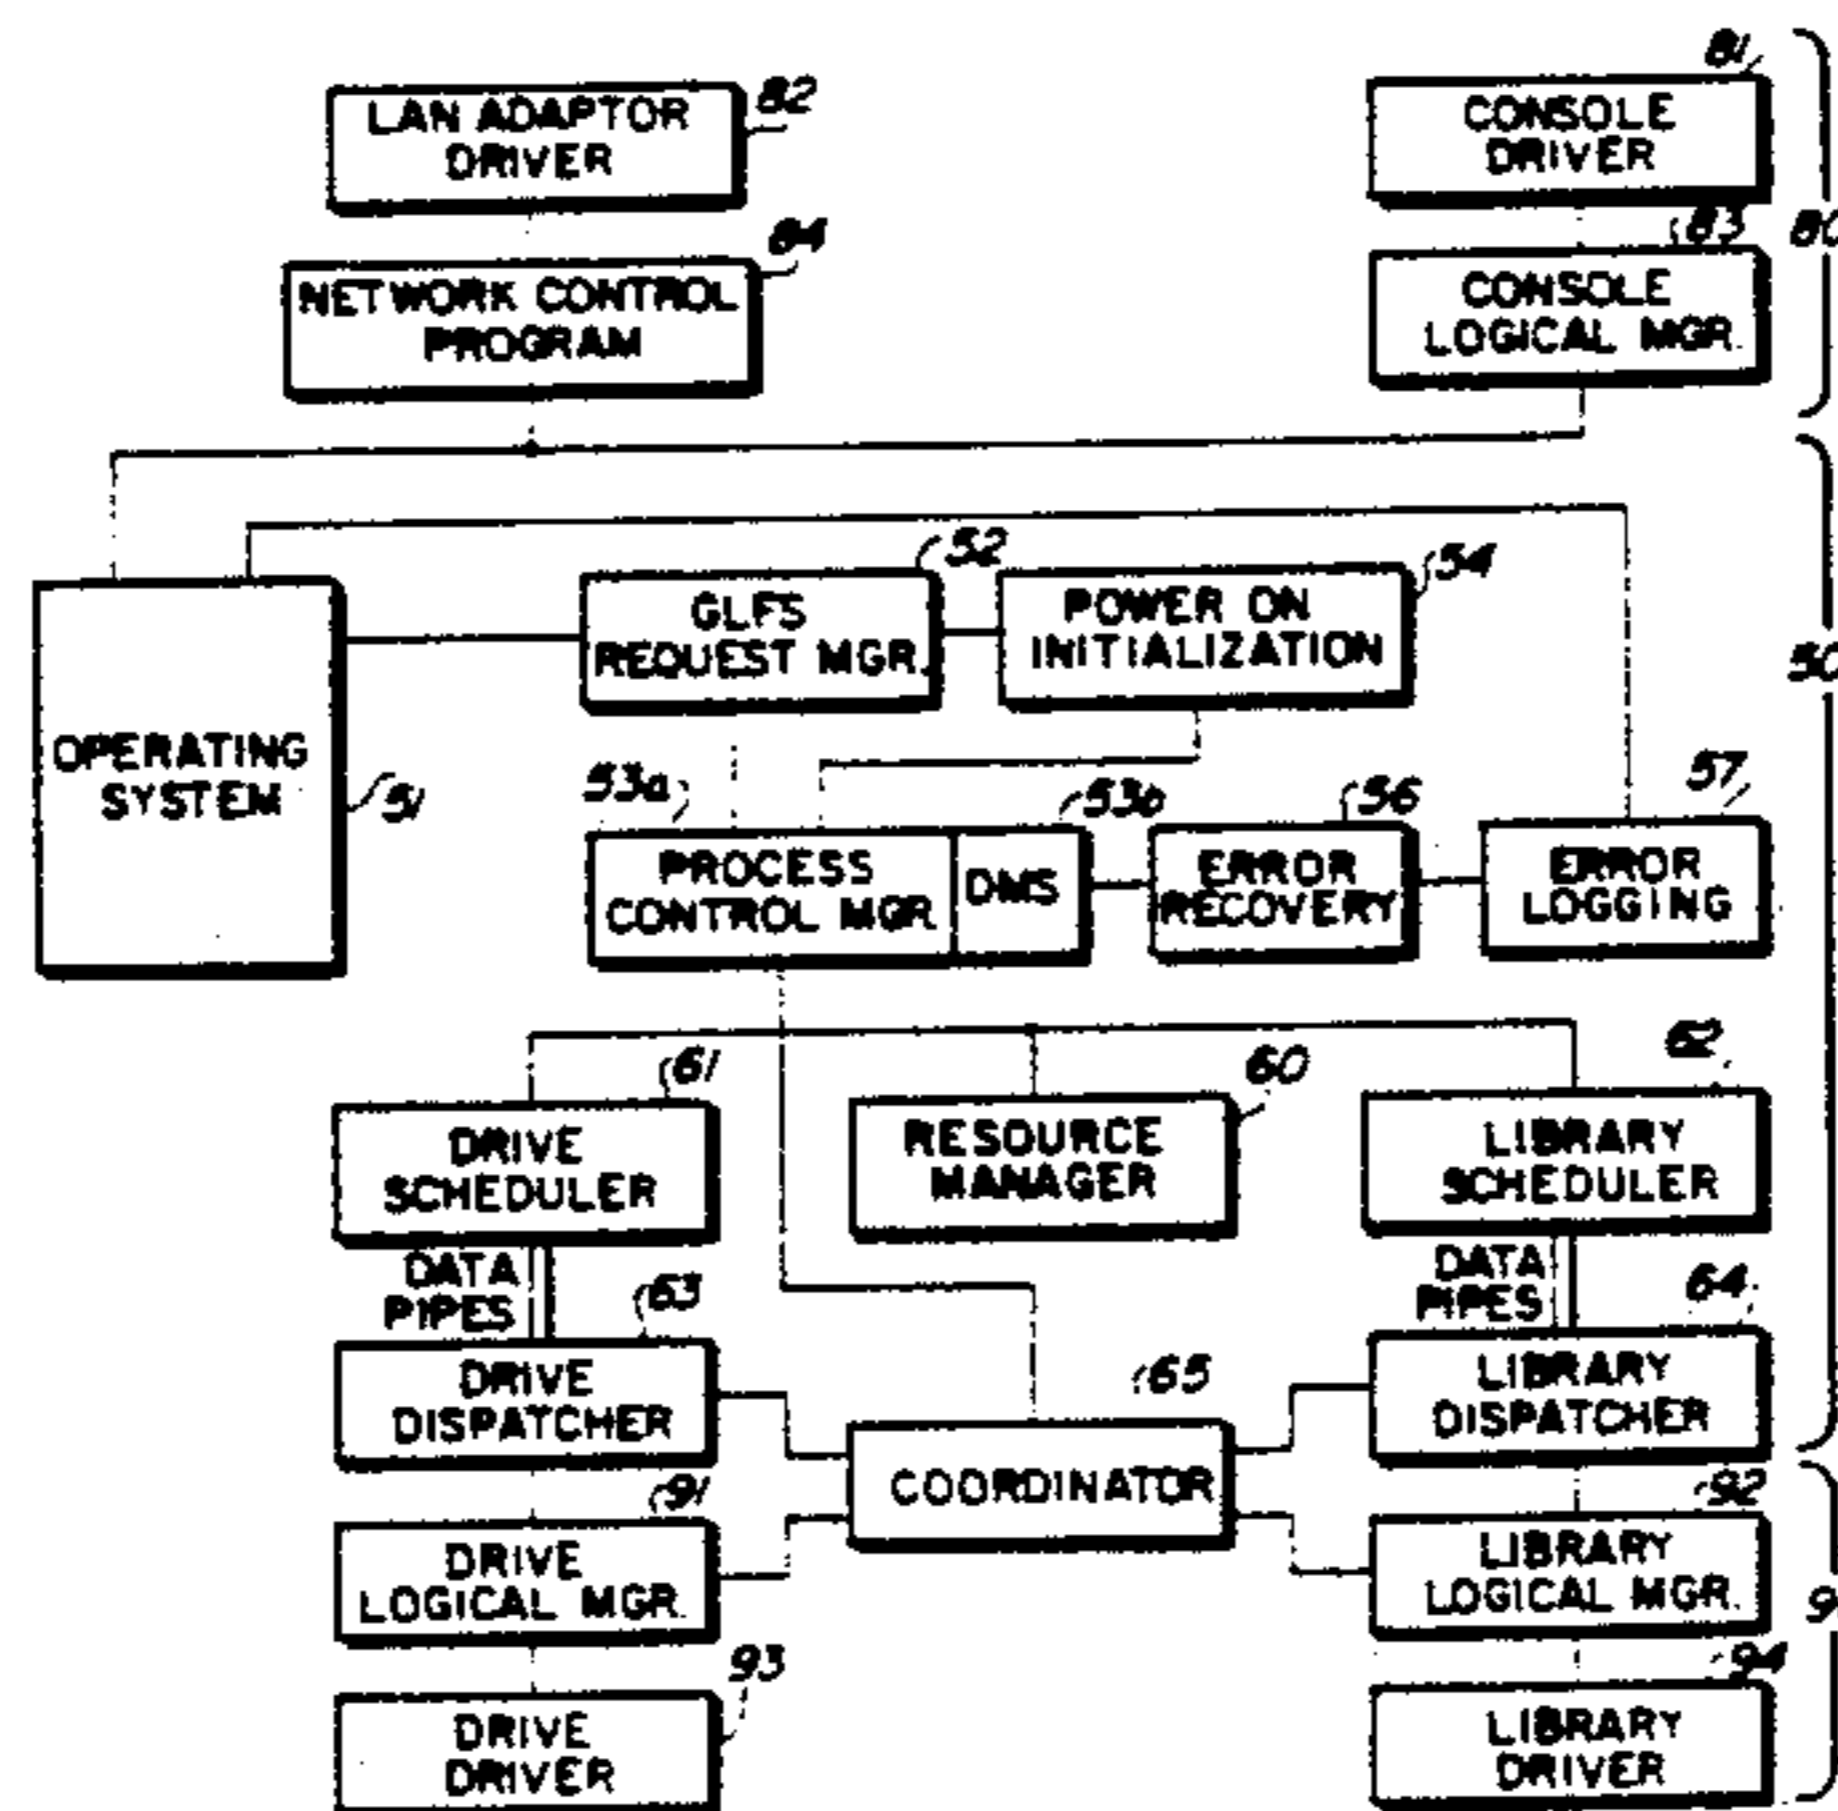 81
82
LAN ADAPTOR
DRIVER
CONSOLE
DRIVER
80
84
83
NETWORK CONTROL
PROGRAM
CONSOLE
LOGICAL MGR.
52
54
GLFS
REQUEST MGR.
POWER ON
INITIALIZATION
50
OPERATING
SYSTEM
51
53a
53b
56
57
PROCESS
CONTROL MGR.
DMS
ERROR
RECOVERY
ERROR
LOGGING
61
60
62
DRIVE
SCHEDULER
RESOURCE
MANAGER
LIBRARY
SCHEDULER
DATA
PIPES
63
DATA
PIPES
64
DRIVE
DISPATCHER
65
LIBRARY
DISPATCHER
COORDINATOR
91
92
DRIVE
LOGICAL MGR.
LIBRARY
LOGICAL MGR.
93
94
DRIVE
DRIVER
LIBRARY
DRIVER